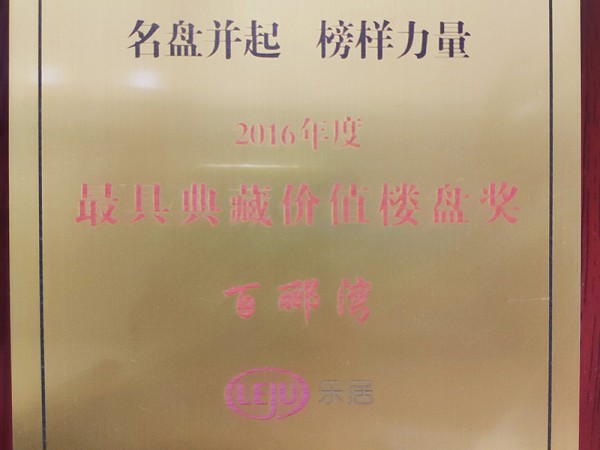 名盘并起 榜样力量
2016年度
最具典藏价值楼盘奖
百郦湾
LEJU 乐居